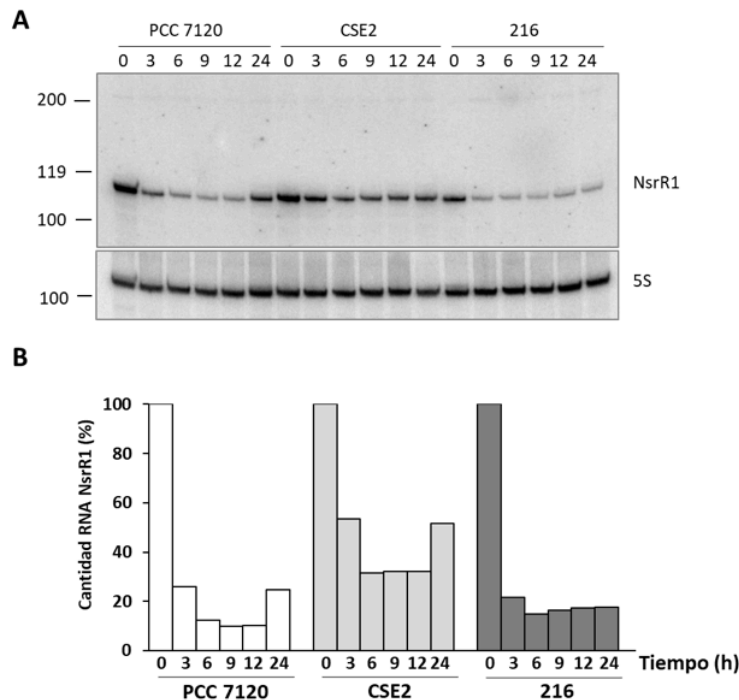 A
PCC 7120 CSE2 216
0 3 6 9 12 24 0 3 6 9 12 24 0 3 6 9 12 24
200
119
NsrR1
100
5S
100
B
Cantidad RNA NsrR1 (%)
100
80
60
40
20
0
0 3 6 9 12 24 0 3 6 9 12 24 0 3 6 9 12 24 Tiempo (h)
PCC 7120 CSE2 216